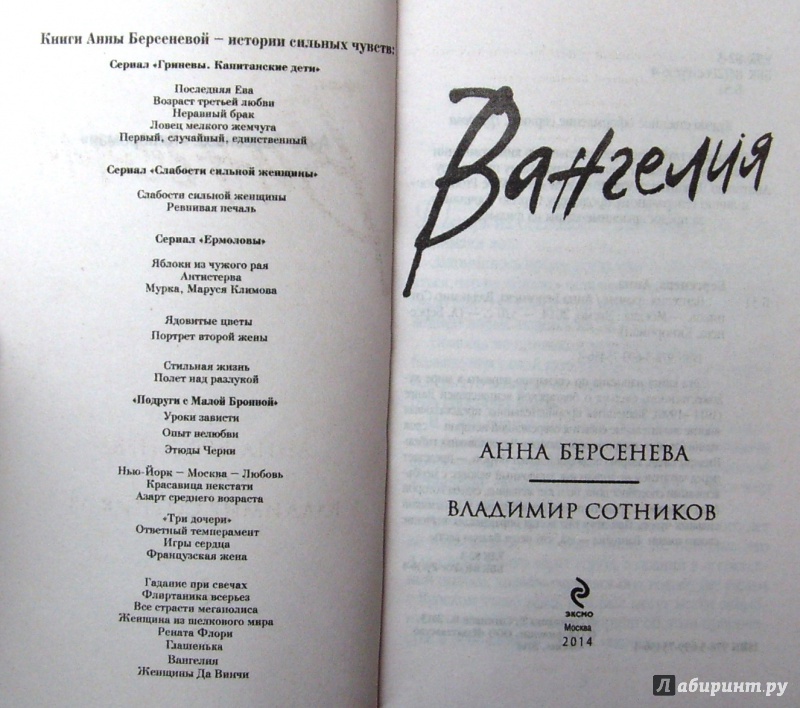 Книги Анны Берсеневой – истории сильных чувств:
Сериал «Гриневы. Капитанские дети»
Последняя Ева
Возраст третьей любви
Неравный брак
Ловец мелкого жемчуга
Первый, случайный, единственный
Сериал «Слабости сильной женщины»
Слабости сильной женщины
Ревнивая печаль
Сериал «Ермоловы»
Яблоки из чужого рая
Антистерва
Мурка, Маруся Климова
Ядовитые цветы
Портрет второй жены
Стильная жизнь
Полет над разлукой
«Подруги с Малой Бронной»
Уроки зависти
Опыт нелюбви
Этюды Черни
Нью-Йорк – Москва – Любовь
Красавица некстати
Азарт среднего возраста
«Три дочери»
Ответный темперамент
Игры сердца
Французская жена
Гадание при свечах
Флиртаника всерьез
Все страсти мегаполиса
Женщина из шелкового мира
Рената Флори
Глашенька
Вангелия
Женщины Да Винчи
Вангелия
АННА БЕРСЕНЕВА
ВЛАДИМИР СОТНИКОВ
ЭКСМО
Москва
2014
Лабиринт.ру